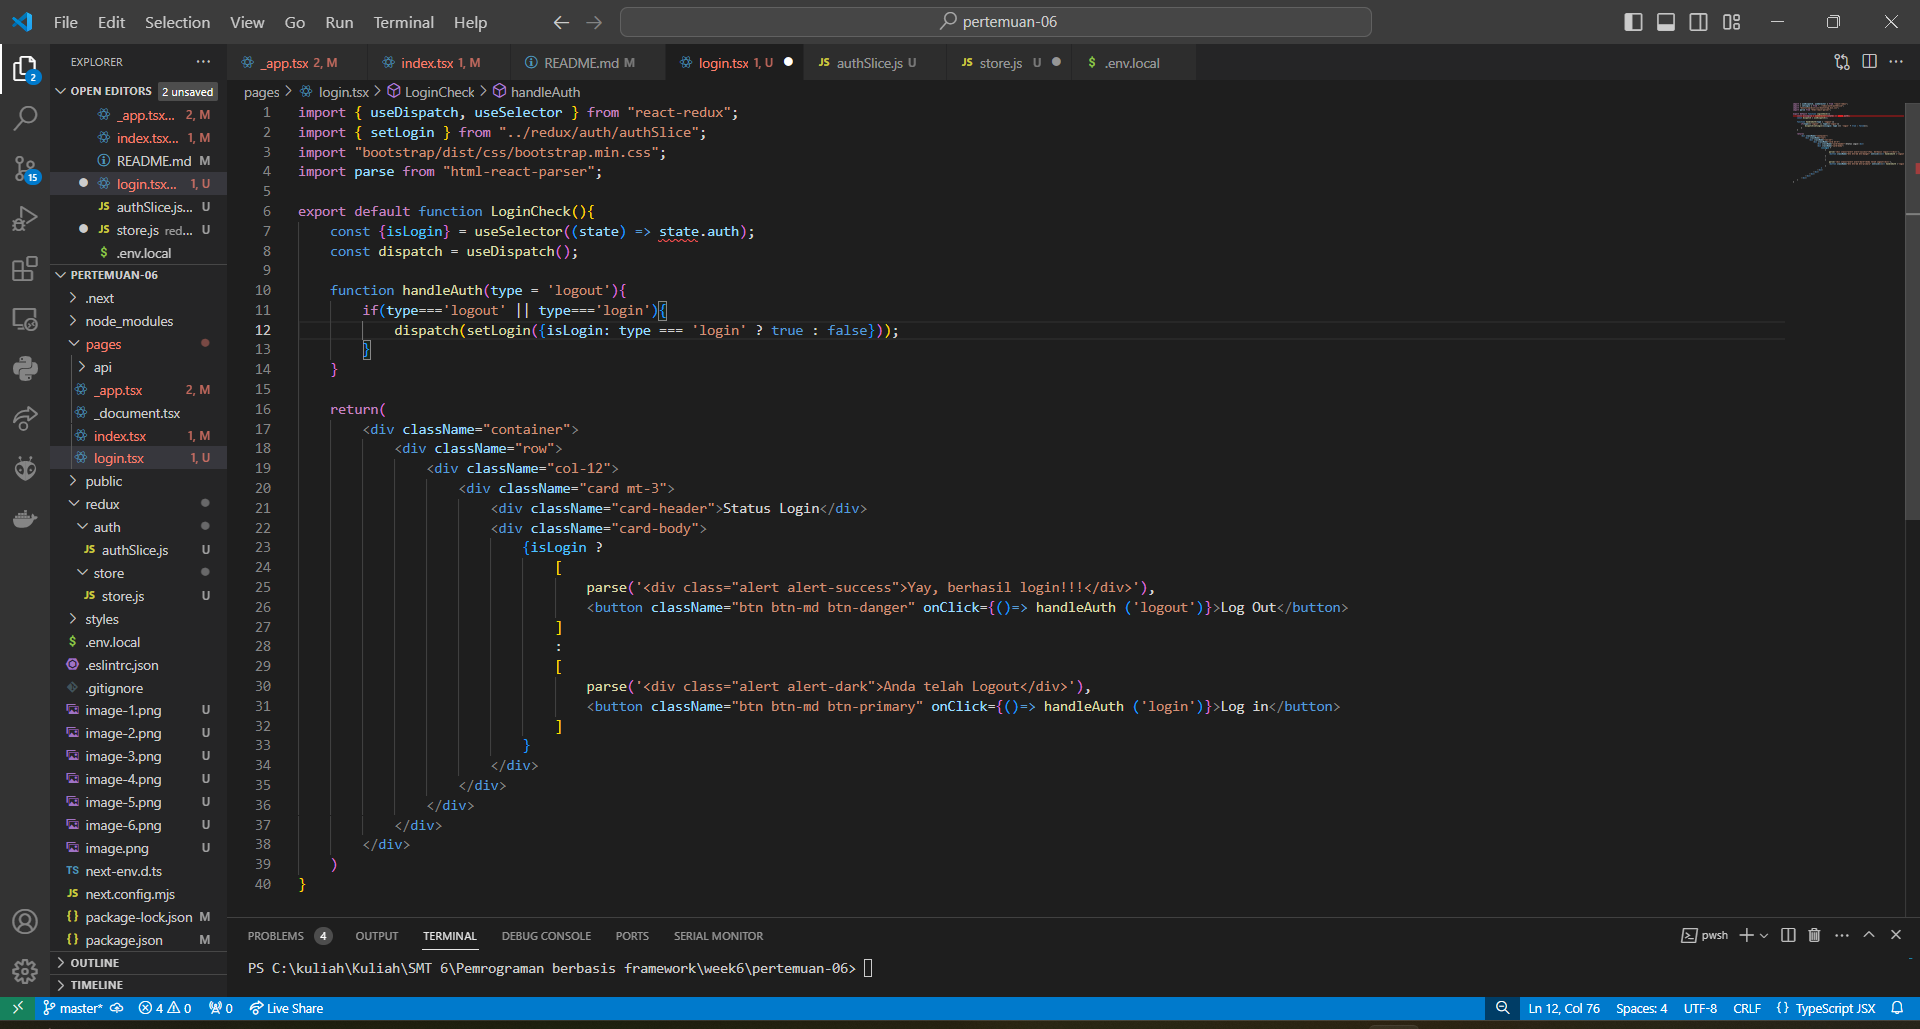 File Edit Selection View Go Run Terminal Help
pertemuan-06
EXPLORER
OPEN EDITORS 2 unsaved
_app.tsx... 2, M
index.tsx... 1, M
README.md M
login.tsx... 1, U
authSlice.js... U
store.js red... U
.env.local
PERTEMUAN-06
.next
node_modules
pages
api
_app.tsx 2, M
_document.tsx
index.tsx 1, M
login.tsx 1, U
public
redux
auth
authSlice.js U
store
store.js U
styles
.env.local
.eslintrc.json
.gitignore
image-1.png U
image-2.png U
image-3.png U
image-4.png U
image-5.png U
image-6.png U
image.png U
next-env.d.ts
next.config.mjs
package-lock.json M
package.json M
OUTLINE
TIMELINE
2
15
_app.tsx 2, M index.tsx 1, M README.md M login.tsx 1, U authSlice.js U store.js U .env.local
pages > login.tsx > LoginCheck > handleAuth
1 import { useDispatch, useSelector } from "react-redux";
2 import { setLogin } from "../redux/auth/authSlice";
3 import "bootstrap/dist/css/bootstrap.min.css";
4 import parse from "html-react-parser";
5
6 export default function LoginCheck(){
7 const {isLogin} = useSelector((state) => state.auth);
8 const dispatch = useDispatch();
9
10 function handleAuth(type = 'logout'){
11 if(type==='logout' || type==='login'){
12 dispatch(setLogin({isLogin: type === 'login' ? true : false}));
13 }
14 }
15
16 return(
17 <div className="container">
18 <div className="row">
19 <div className="col-12">
20 <div className="card mt-3">
21 <div className="card-header">Status Login</div>
22 <div className="card-body">
23 {isLogin ?
24 [
25 parse('<div class="alert alert-success">Yay, berhasil login!!!</div>'),
26 <button className="btn btn-md btn-danger" onClick={()=> handleAuth ('logout')}>Log Out</button>
27 ]
28 :
29 [
30 parse('<div class="alert alert-dark">Anda telah Logout</div>'),
31 <button className="btn btn-md btn-primary" onClick={()=> handleAuth ('login')}>Log in</button>
32 ]
33 }
34 </div>
35 </div>
36 </div>
37 </div>
38 </div>
39 )
40 }
PROBLEMS 4 OUTPUT TERMINAL DEBUG CONSOLE PORTS SERIAL MONITOR
pwsh
PS C:\kuliah\Kuliah\SMT 6\Pemrograman berbasis framework\week6\pertemuan-06>
master* 4 0 0 Live Share
Ln 12, Col 76 Spaces: 4 UTF-8 CRLF {} TypeScript JSX